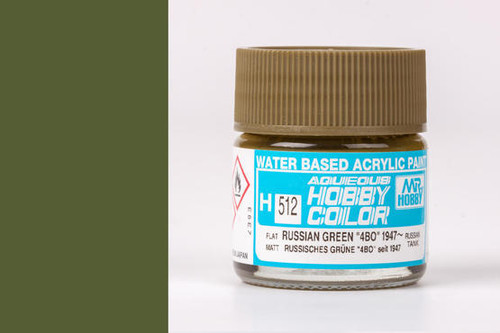 WATER BASED ACRYLIC PAINT
AQUEOUS
HOBBY
COLOR
MR.
HOBBY
H 512
FLAT RUSSIAN GREEN "4BO" 1947～ RUSSIAN
MATT RUSSISCHES GRÜNE "4BO" seit 1947 TANK
JAPAN